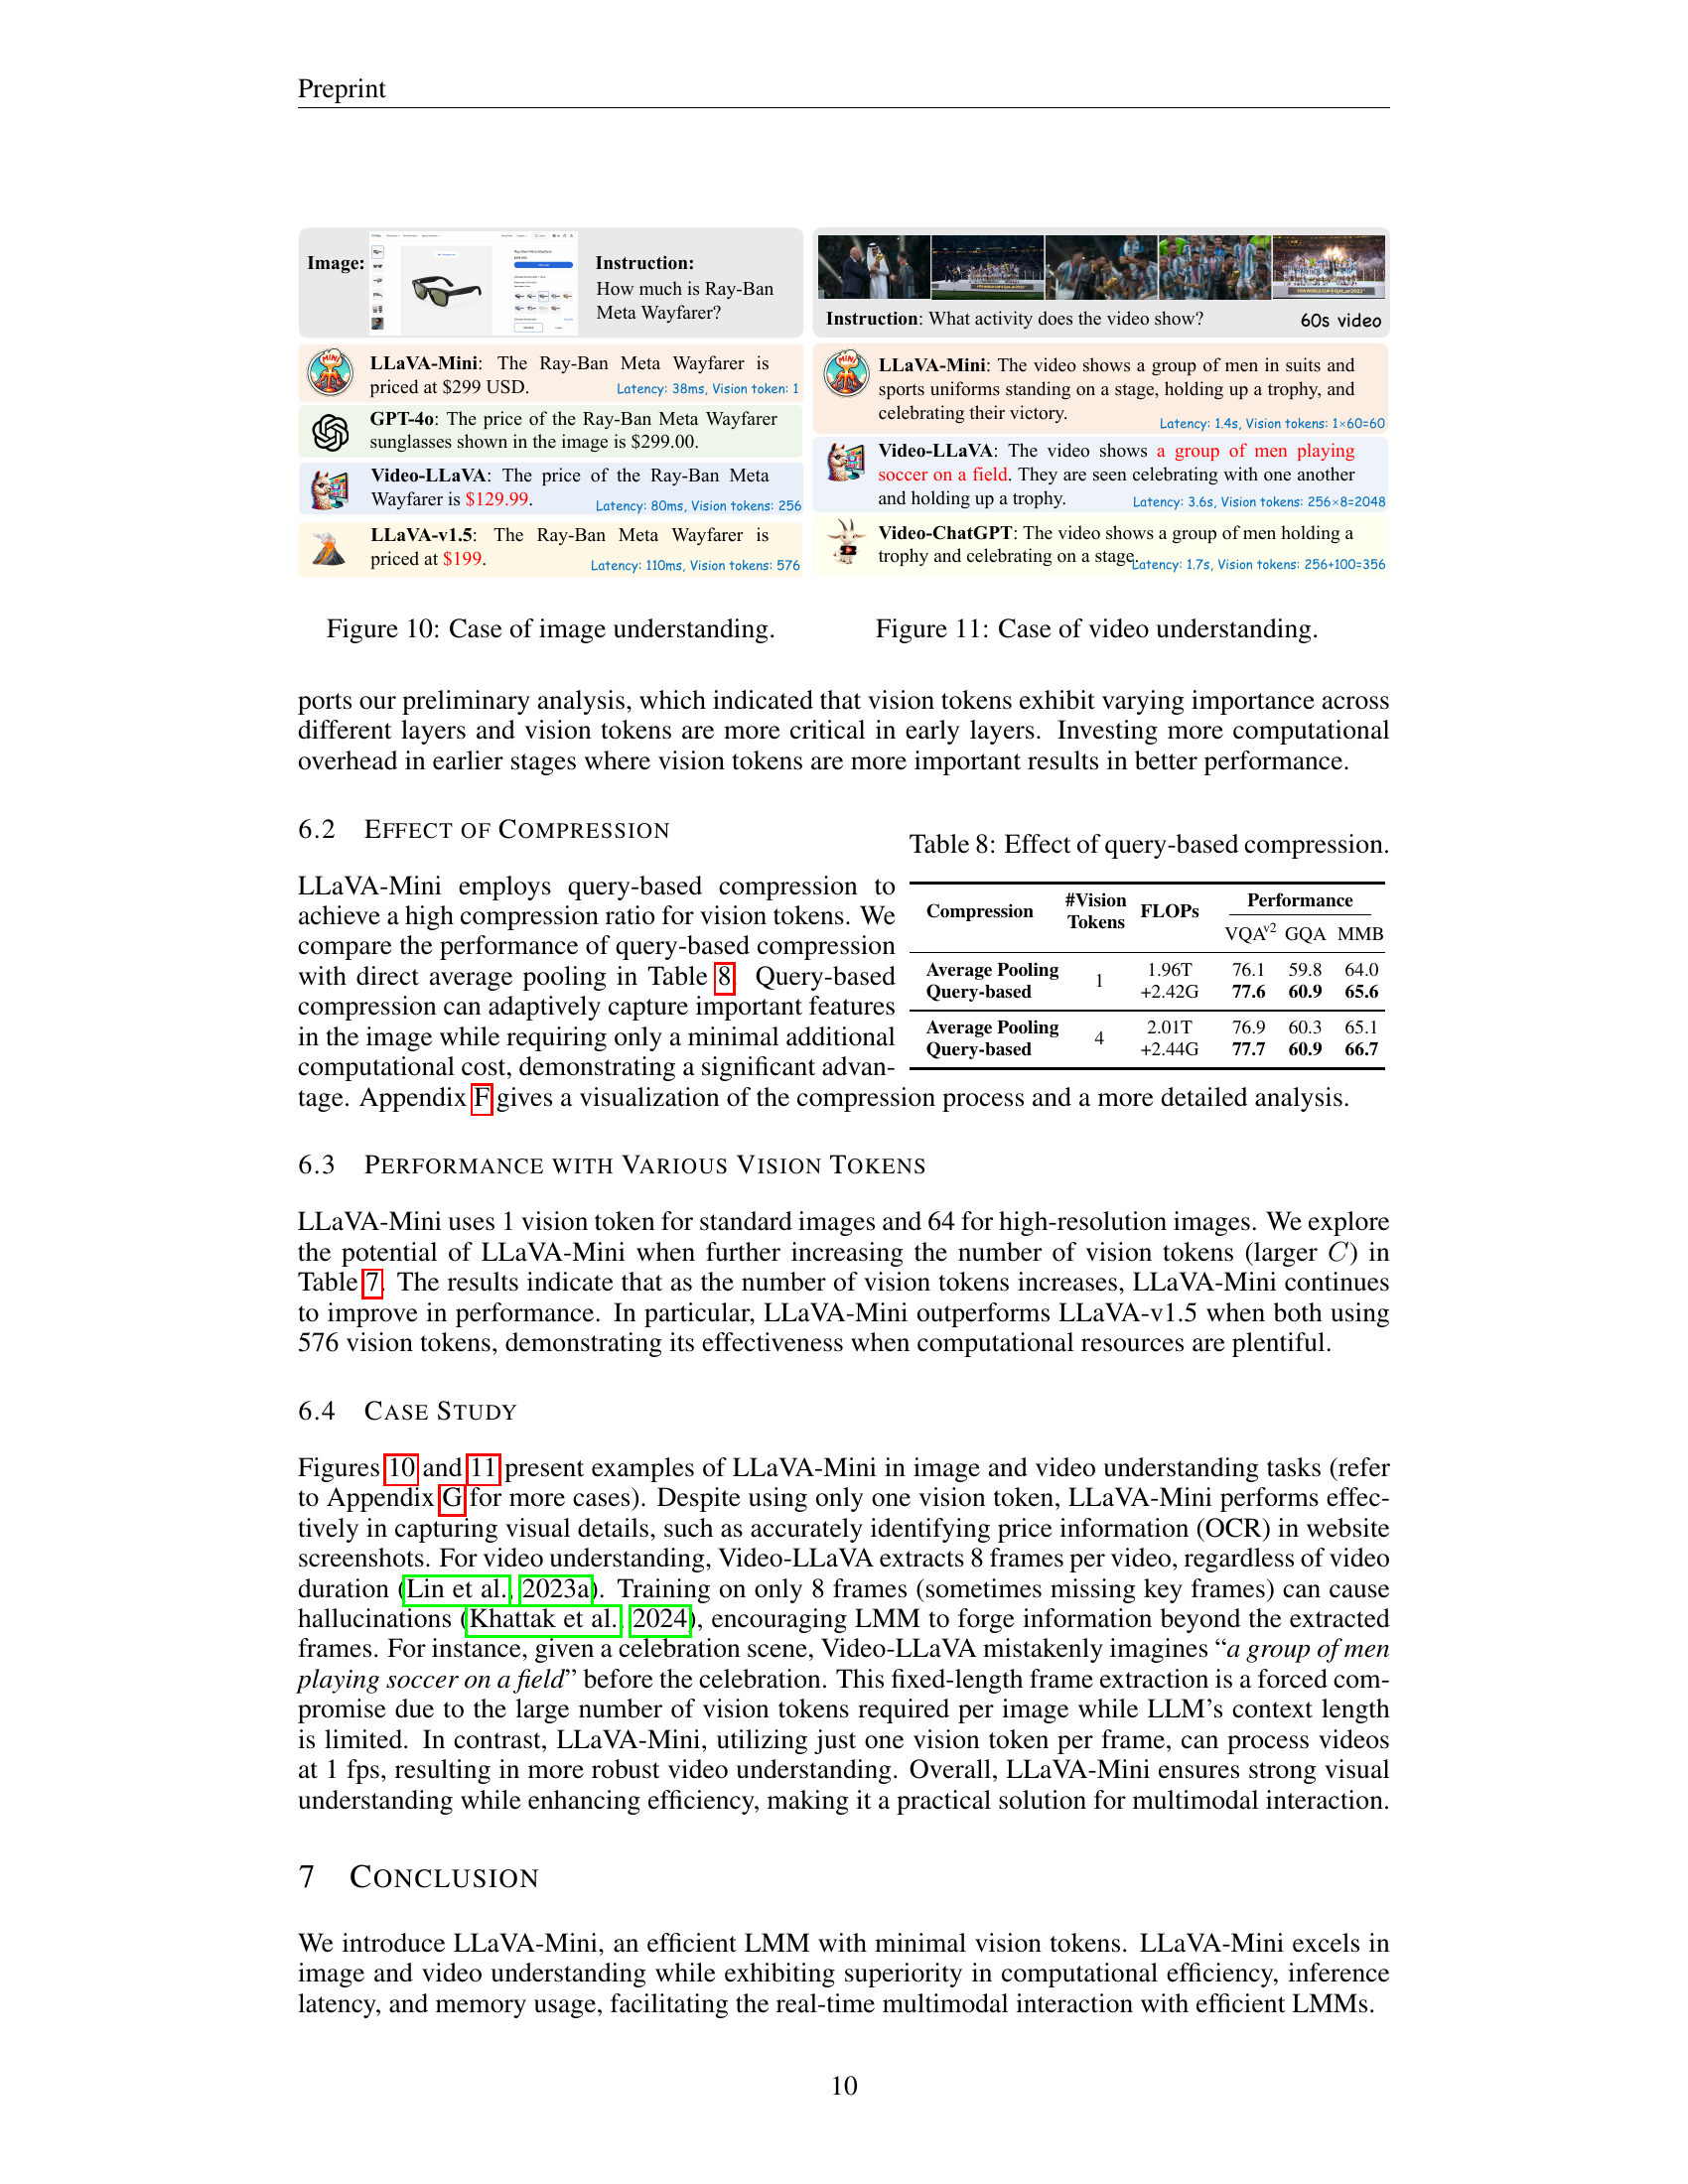 Preprint
Image:
Instruction:
How much is Ray-Ban
Meta Wayfarer?
LLaVA-Mini: The Ray-Ban Meta Wayfarer is
priced at $299 USD.
Latency: 38ms, Vision token: 1
GPT-4o: The price of the Ray-Ban Meta Wayfarer
sunglasses shown in the image is $299.00.
Video-LLaVA: The price of the Ray-Ban Meta
Wayfarer is $129.99.
Latency: 80ms, Vision tokens: 256
LLaVA-v1.5: The Ray-Ban Meta Wayfarer is
priced at $199.
Latency: 110ms, Vision tokens: 576
Figure 10: Case of image understanding.
Instruction: What activity does the video show?
60s video
LLaVA-Mini: The video shows a group of men in suits and
sports uniforms standing on a stage, holding up a trophy, and
celebrating their victory.
Latency: 1.4s, Vision tokens: 1×60=60
Video-LLaVA: The video shows a group of men playing
soccer on a field. They are seen celebrating with one another
and holding up a trophy.
Latency: 3.6s, Vision tokens: 256×8=2048
Video-ChatGPT: The video shows a group of men holding a
trophy and celebrating on a stage.
Latency: 1.7s, Vision tokens: 256+100=356
Figure 11: Case of video understanding.
ports our preliminary analysis, which indicated that vision tokens exhibit varying importance across
different layers and vision tokens are more critical in early layers. Investing more computational
overhead in earlier stages where vision tokens are more important results in better performance.
6.2 EFFECT OF COMPRESSION
LLaVA-Mini employs query-based compression to
achieve a high compression ratio for vision tokens. We
compare the performance of query-based compression
with direct average pooling in Table 8. Query-based
compression can adaptively capture important features
in the image while requiring only a minimal additional
computational cost, demonstrating a significant advan-
tage. Appendix F gives a visualization of the compression process and a more detailed analysis.
Table 8: Effect of query-based compression.
Compression #Vision Tokens FLOPs Performance
VQAv2 GQA MMB
Average Pooling 1 1.96T 76.1 59.8 64.0
Query-based +2.42G 77.6 60.9 65.6
Average Pooling 4 2.01T 76.9 60.3 65.1
Query-based +2.44G 77.7 60.9 66.7
6.3 PERFORMANCE WITH VARIOUS VISION TOKENS
LLaVA-Mini uses 1 vision token for standard images and 64 for high-resolution images. We explore
the potential of LLaVA-Mini when further increasing the number of vision tokens (larger C) in
Table 7. The results indicate that as the number of vision tokens increases, LLaVA-Mini continues
to improve in performance. In particular, LLaVA-Mini outperforms LLaVA-v1.5 when both using
576 vision tokens, demonstrating its effectiveness when computational resources are plentiful.
6.4 CASE STUDY
Figures 10 and 11 present examples of LLaVA-Mini in image and video understanding tasks (refer
to Appendix G for more cases). Despite using only one vision token, LLaVA-Mini performs effec-
tively in capturing visual details, such as accurately identifying price information (OCR) in website
screenshots. For video understanding, Video-LLaVA extracts 8 frames per video, regardless of video
duration (Lin et al., 2023a). Training on only 8 frames (sometimes missing key frames) can cause
hallucinations (Khattak et al., 2024), encouraging LMM to forge information beyond the extracted
frames. For instance, given a celebration scene, Video-LLaVA mistakenly imagines “a group of men
playing soccer on a field” before the celebration. This fixed-length frame extraction is a forced com-
promise due to the large number of vision tokens required per image while LLM’s context length
is limited. In contrast, LLaVA-Mini, utilizing just one vision token per frame, can process videos
at 1 fps, resulting in more robust video understanding. Overall, LLaVA-Mini ensures strong visual
understanding while enhancing efficiency, making it a practical solution for multimodal interaction.
7 CONCLUSION
We introduce LLaVA-Mini, an efficient LMM with minimal vision tokens. LLaVA-Mini excels in
image and video understanding while exhibiting superiority in computational efficiency, inference
latency, and memory usage, facilitating the real-time multimodal interaction with efficient LMMs.
10